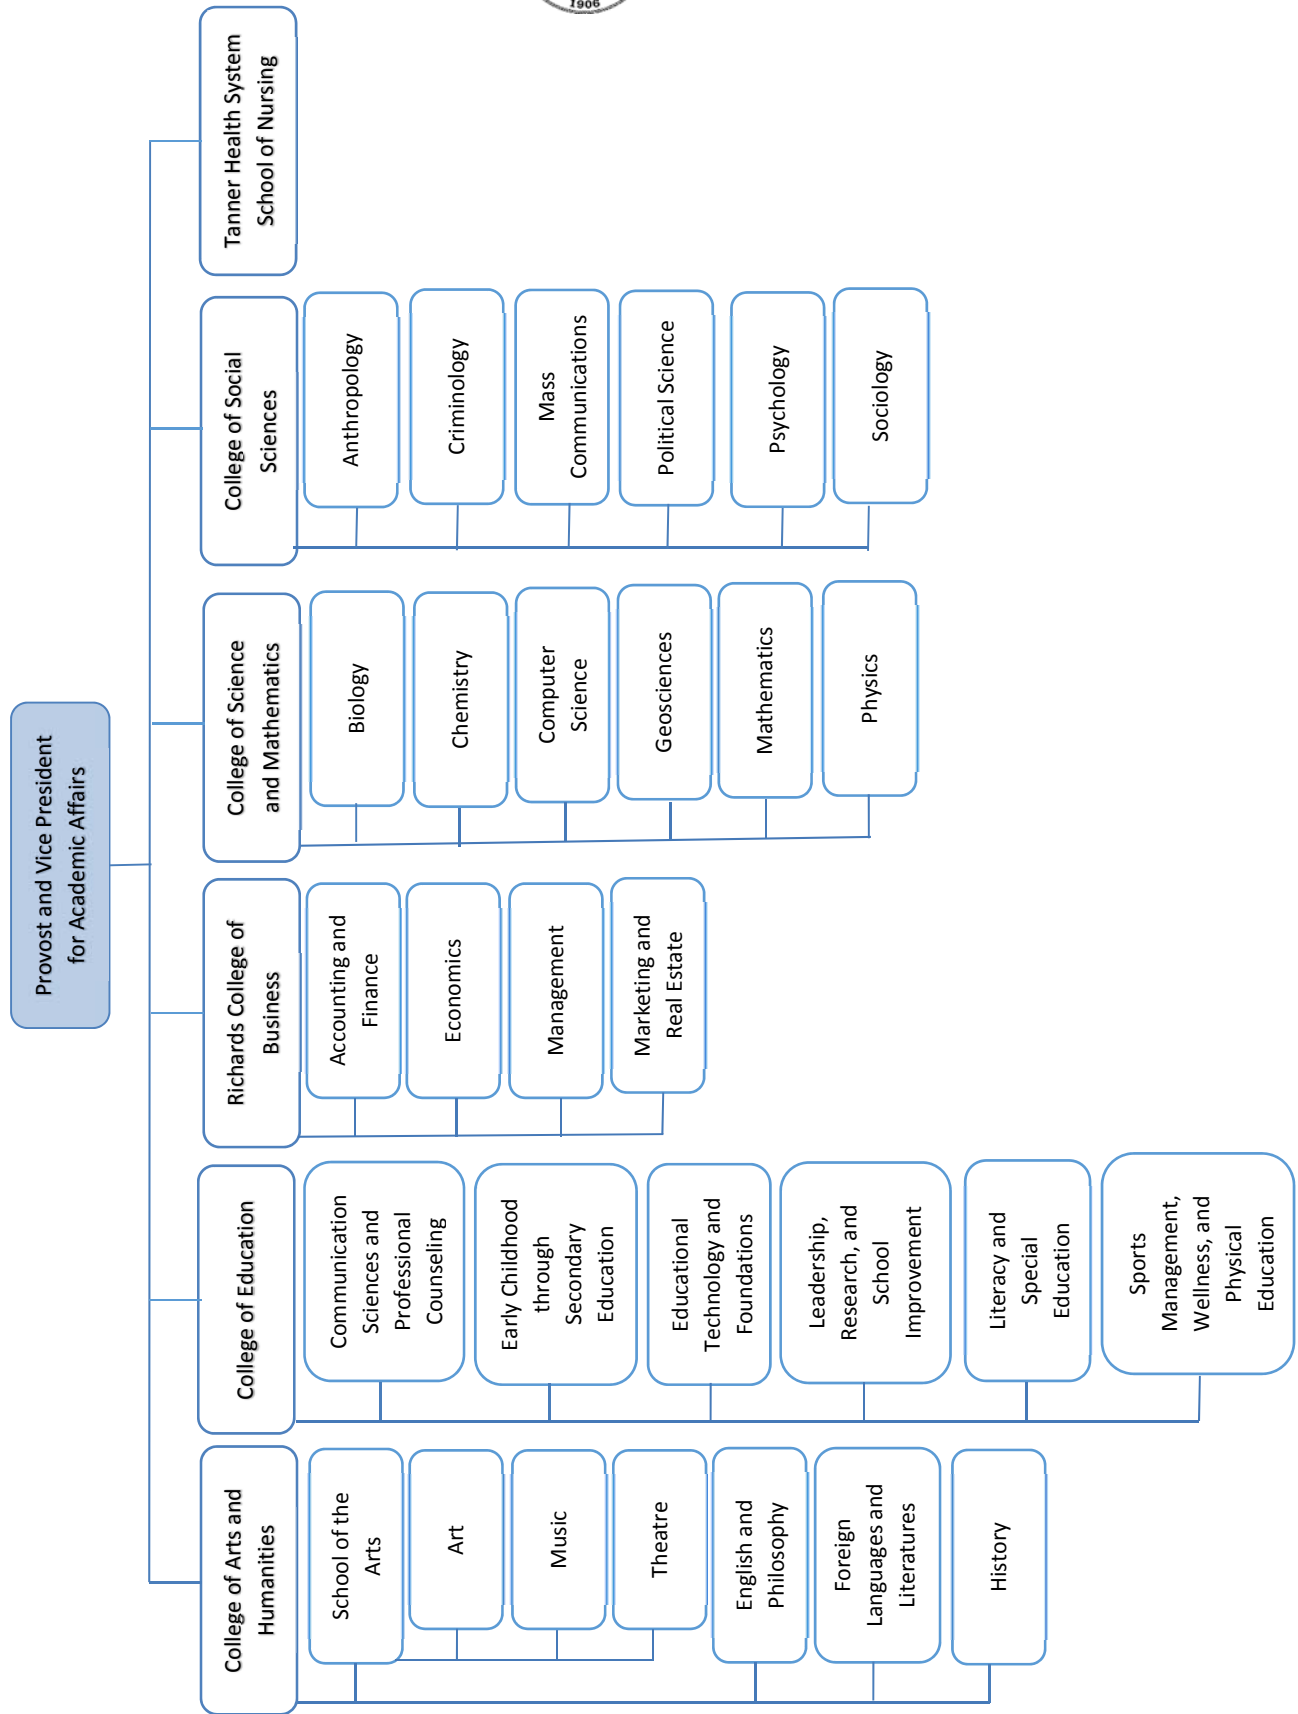 1906
Provost and Vice President
for Academic Affairs
College of Arts and
Humanities
School of the
Arts
Art
Music
Theatre
English and
Philosophy
Foreign
Languages and
Literatures
History
College of Education
Communication
Sciences and
Professional
Counseling
Early Childhood
through
Secondary
Education
Educational
Technology and
Foundations
Leadership,
Research, and
School
Improvement
Literacy and
Special
Education
Sports
Management,
Wellness, and
Physical
Education
Richards College of
Business
Accounting and
Finance
Economics
Management
Marketing and
Real Estate
College of Science
and Mathematics
Biology
Chemistry
Computer
Science
Geosciences
Mathematics
Physics
College of Social
Sciences
Anthropology
Criminology
Mass
Communications
Political Science
Psychology
Sociology
Tanner Health System
School of Nursing